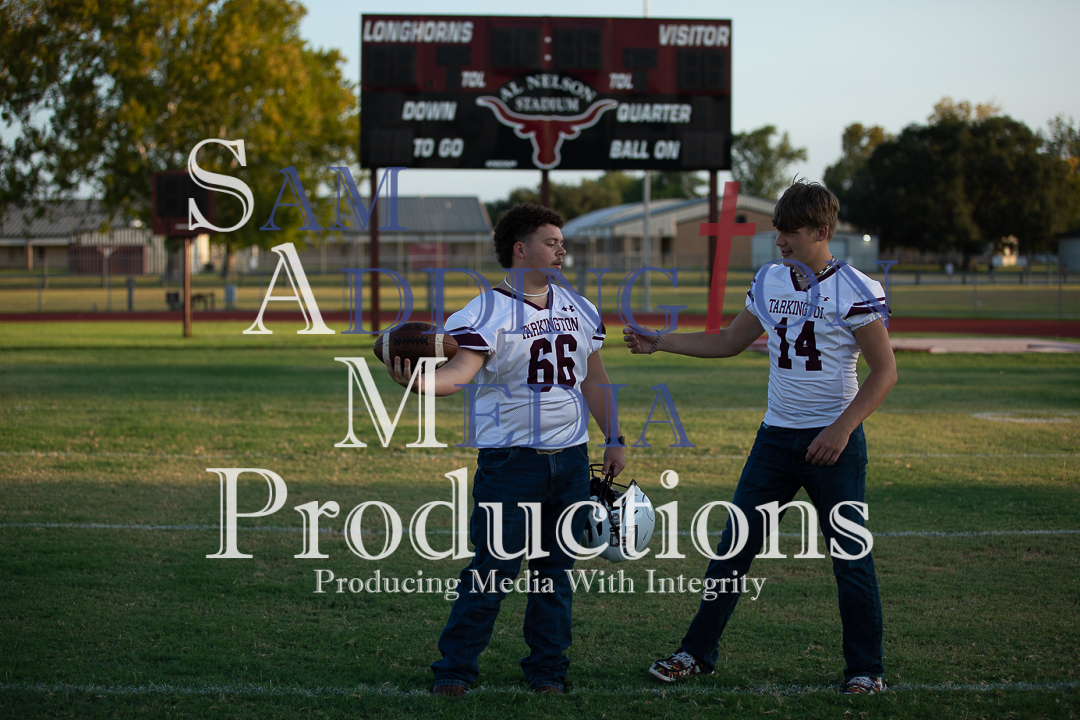 LONGHORNS VISITOR
TOL TOL
AL NELSON
STADIUM
DOWN QUARTER
TO GO BALL ON
SAM
ADDINGTON
MEDIA
Productions
Producing Media With Integrity
TARKINGTON
66
TARKINGTON
14